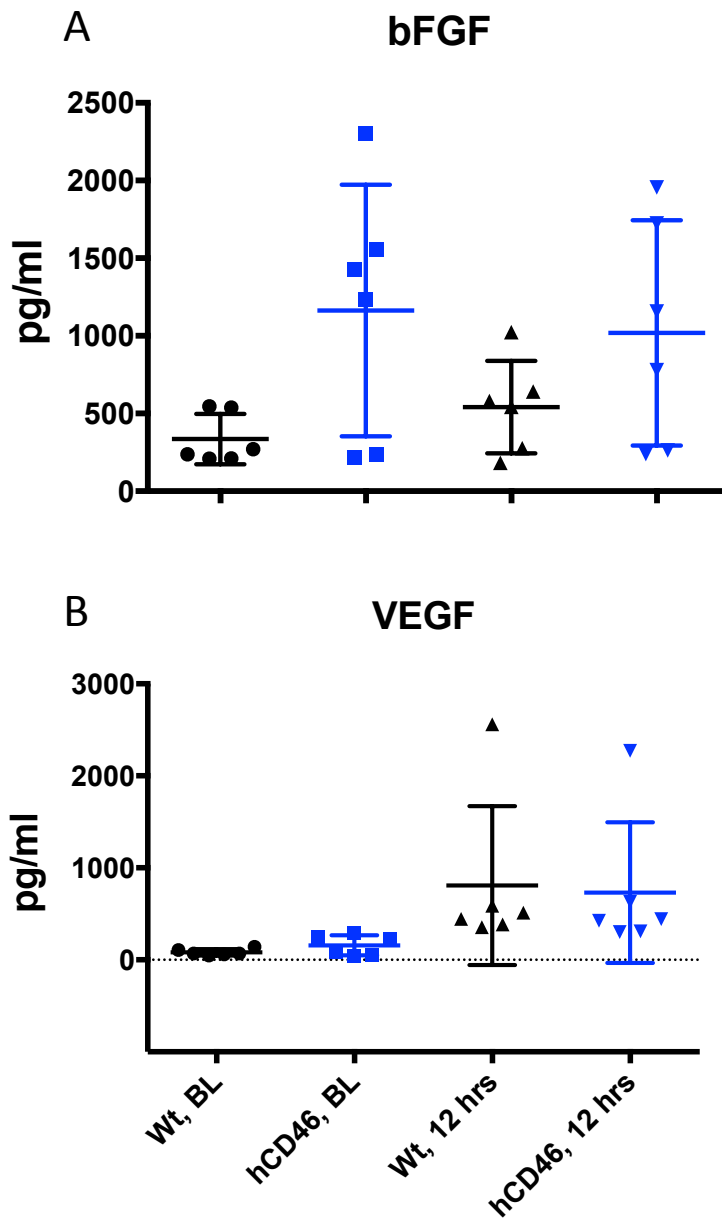 A
bFGF
pg/ml
2500
2000
1500
1000
500
0
B
VEGF
pg/ml
3000
2000
1000
0
Wt, BL
hCD46, BL
Wt, 12 hrs
hCD46, 12 hrs